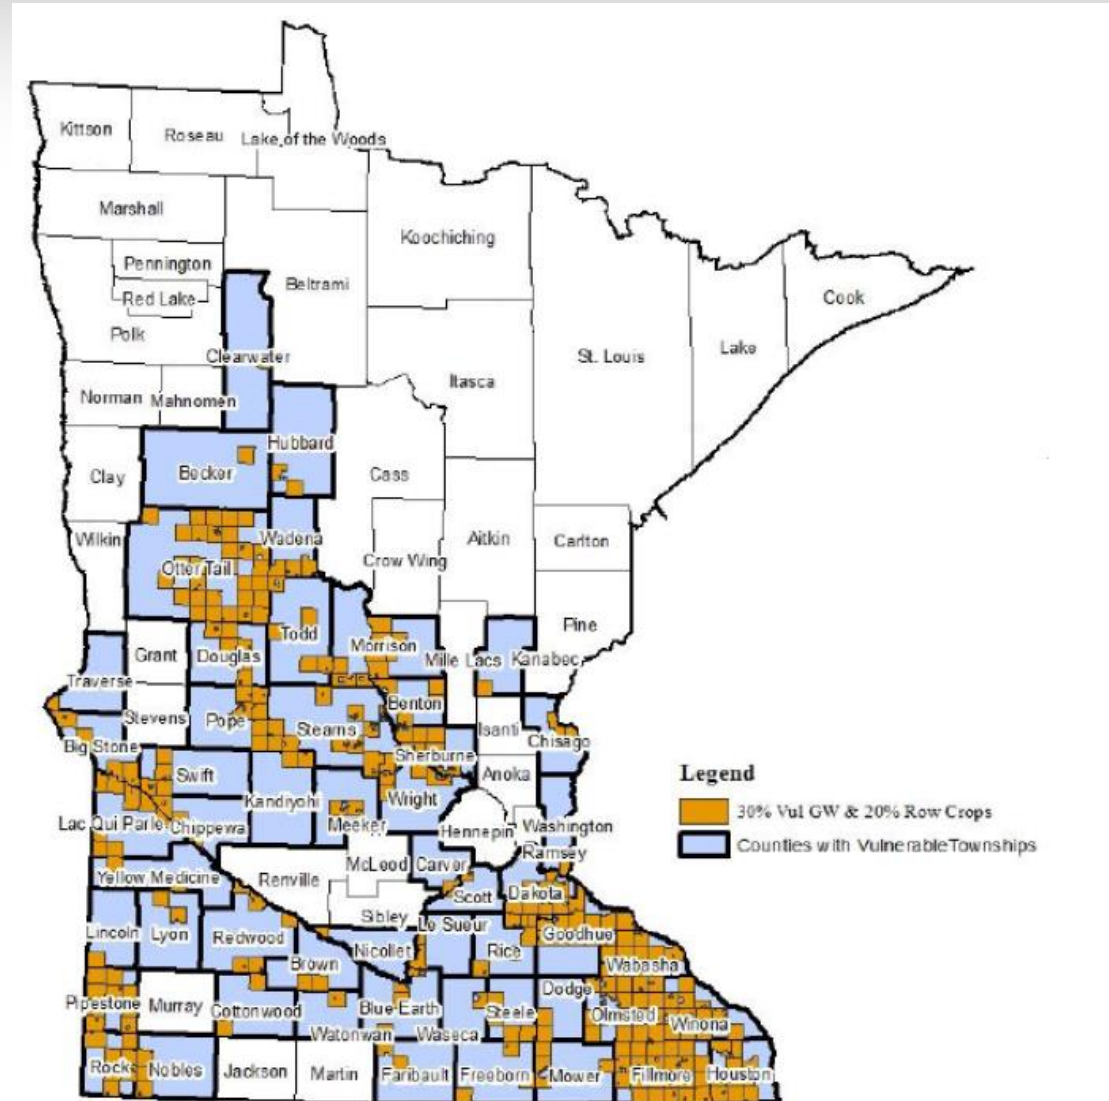 Kittson
Roseau
Lake of the Woods
Marshall
Koochiching
Pennington
Beltrami
Red Lake
Cook
Polk
Lake
Clearwater
St. Louis
Itasca
Norman
Mahnomen
Hubbard
Becker
Clay
Cass
Wadena
Wilkin
Aitkin
Carlton
Crow Wing
Otter Tail
Pine
Todd
Morrison
Grant
Douglas
Mille Lacs
Kanabec
Traverse
Benton
Stevens
Pope
Stearns
Isanti
Chisago
Big Stone
Sherburne
Swift
Anoka
Legend
Kandiyohi
Wright
30% Vul GW & 20% Row Crops
Lac Qui Parle
Chippewa
Meeker
Hennepin
Washington
Counties with VulnerableTownships
Ramsey
McLeod
Carver
Yellow Medicine
Renville
Scott
Dakota
Sibley
Le Sueur
Lincoln
Lyon
Redwood
Goodhue
Nicollet
Rice
Brown
Wabasha
Dodge
Pipestone
Murray
Cottonwood
Blue Earth
Steele
Olmsted
Winona
Watonwan
Waseca
Rock
Nobles
Jackson
Martin
Faribault
Freeborn
Mower
Fillmore
Houston